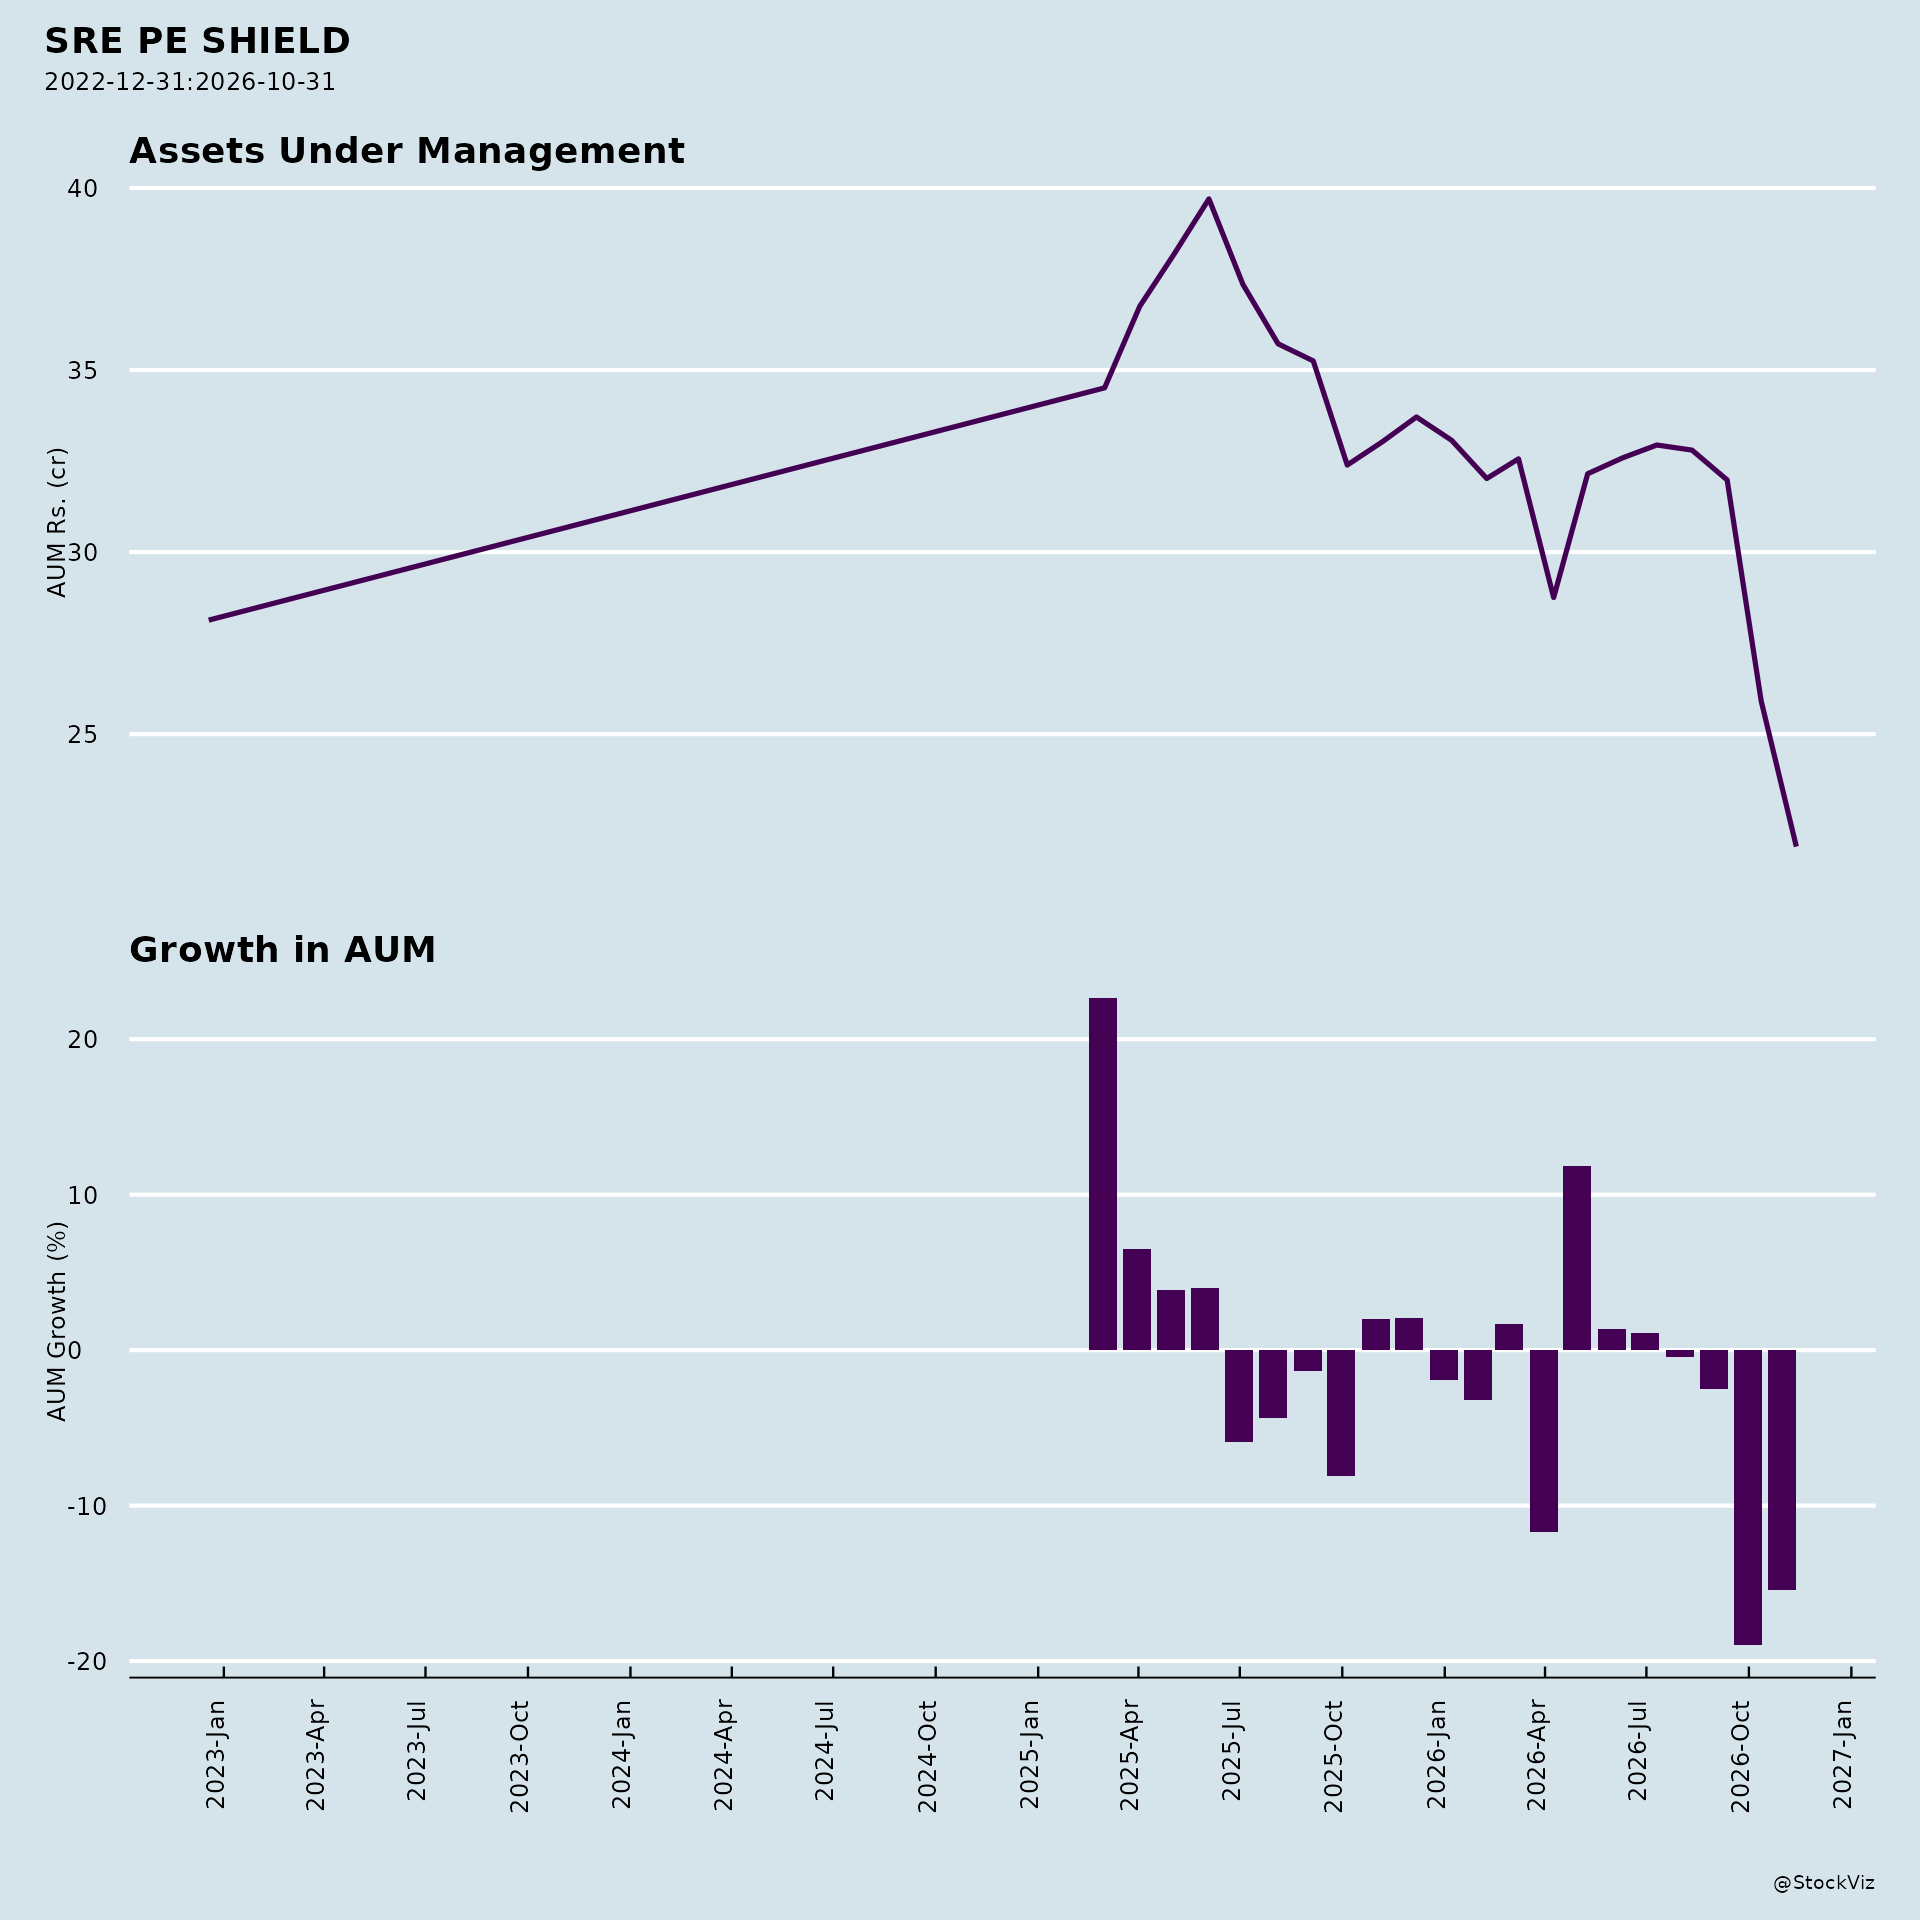 SRE PE SHIELD
2022-12-31:2026-10-31
Assets Under Management
40
35
30
25
AUM Rs. (cr)
Growth in AUM
20
10
0
-10
-20
AUM Growth (%)
2023-Jan
2023-Apr
2023-Jul
2023-Oct
2024-Jan
2024-Apr
2024-Jul
2024-Oct
2025-Jan
2025-Apr
2025-Jul
2025-Oct
2026-Jan
2026-Apr
2026-Jul
2026-Oct
2027-Jan
@StockViz